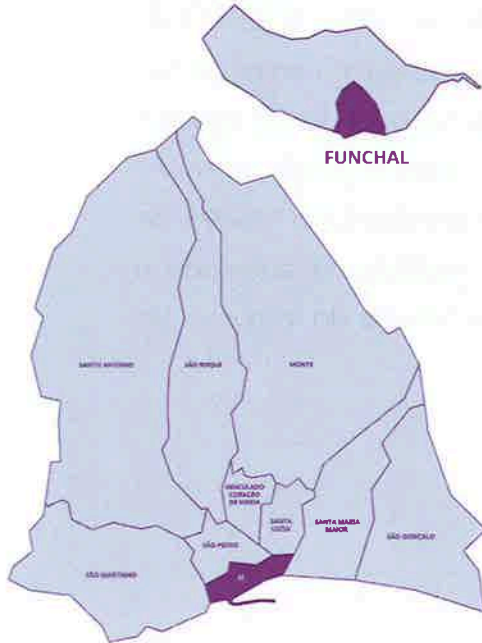 FUNCHAL
SANTO ANTÓNIO
SÃO ROQUE
MONTE
IMACULADO
CORAÇÃO
DE MARIA
SANTA
LUZIA
SANTA MARIA
MAIOR
SÃO GONÇALO
SÃO PEDRO
SÃO MARTINHO